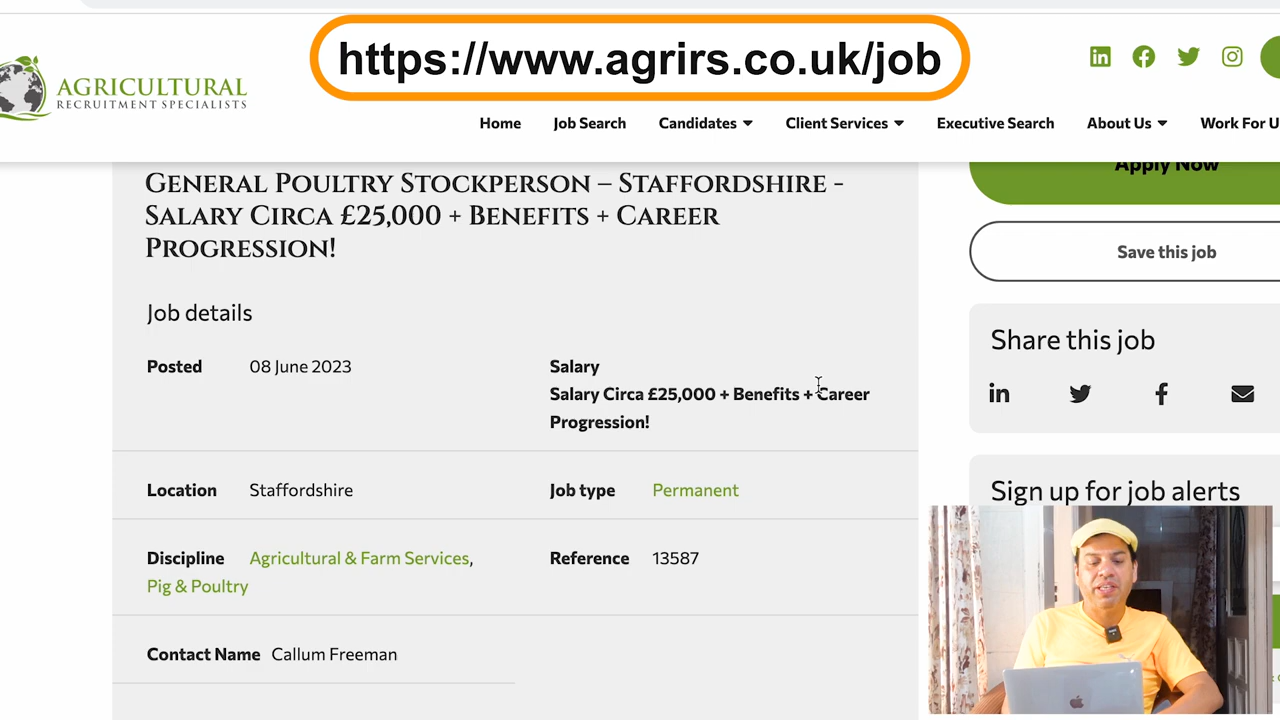 https://www.agrirs.co.uk/job
AGRICULTURAL
RECRUITMENT SPECIALISTS
Home Job Search Candidates Client Services Executive Search About Us Work For U
Apply Now
GENERAL POULTRY STOCKPERSON – STAFFORDSHIRE -
SALARY CIRCA £25,000 + BENEFITS + CAREER
PROGRESSION!
Save this job
Job details
Share this job
Posted 08 June 2023 Salary
Salary Circa £25,000 + Benefits + Career
Progression!
Location Staffordshire Job type Permanent
Sign up for job alerts
Discipline Agricultural & Farm Services, Reference 13587
Pig & Poultry
Contact Name Callum Freeman